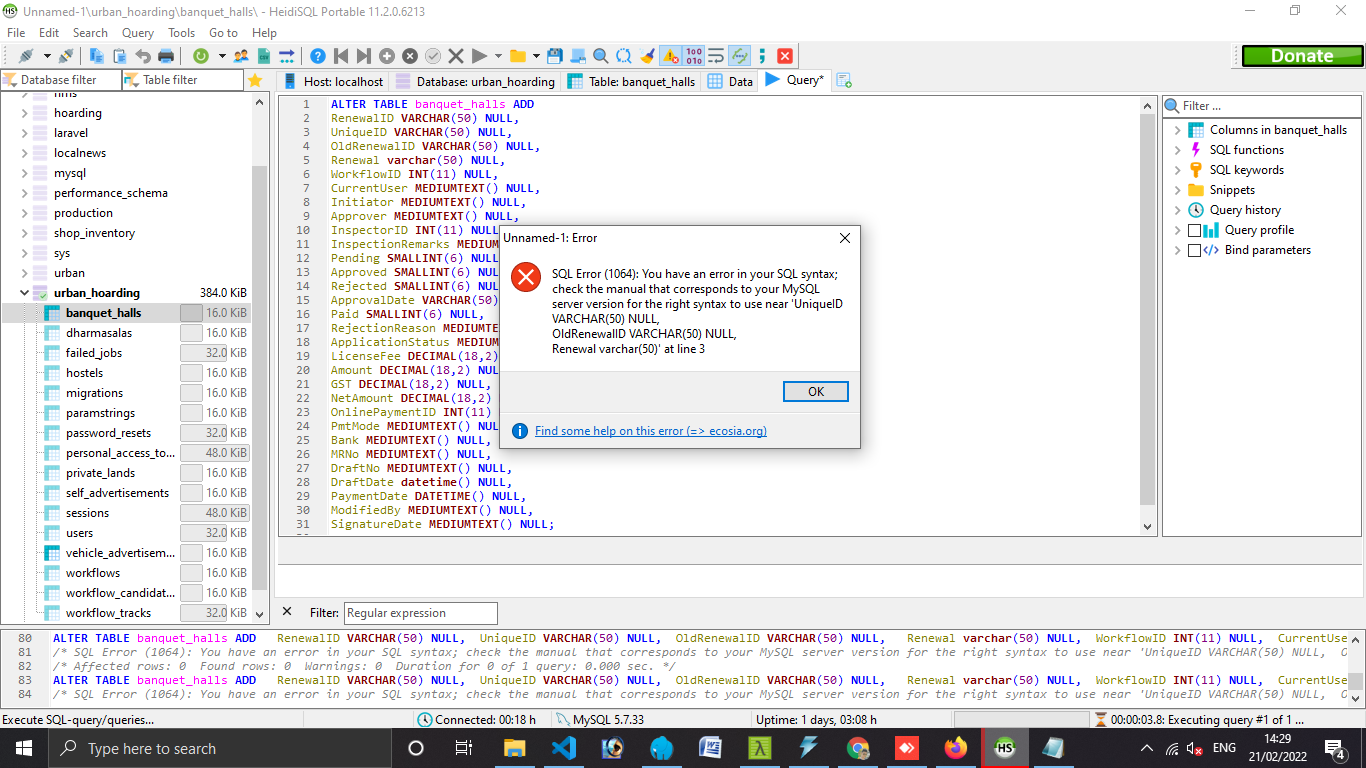 Unnamed-1\urban_hoarding\banquet_halls\ - HeidiSQL Portable 11.2.0.6213
File Edit Search Query Tools Go to Help
Donate
Database filter Table filter
Host: localhost Database: urban_hoarding Table: banquet_halls Data Query*
hms
hoarding
laravel
localnews
mysql
performance_schema
production
shop_inventory
sys
urban
urban_hoarding 384.0 KiB
banquet_halls 16.0 KiB
dharmasalas 16.0 KiB
failed_jobs 32.0 KiB
hostels 16.0 KiB
migrations 16.0 KiB
paramstrings 16.0 KiB
password_resets 32.0 KiB
personal_access_to... 48.0 KiB
private_lands 16.0 KiB
self_advertisements 16.0 KiB
sessions 48.0 KiB
users 32.0 KiB
vehicle_advertisem... 16.0 KiB
workflows 16.0 KiB
workflow_candidat... 16.0 KiB
workflow_tracks 32.0 KiB
1 ALTER TABLE banquet_halls ADD
2 RenewalID VARCHAR(50) NULL,
3 UniqueID VARCHAR(50) NULL,
4 OldRenewalID VARCHAR(50) NULL,
5 Renewal varchar(50) NULL,
6 WorkflowID INT(11) NULL,
7 CurrentUser MEDIUMTEXT() NULL,
8 Initiator MEDIUMTEXT() NULL,
9 Approver MEDIUMTEXT() NULL,
10 InspectorID INT(11) NULL
11 InspectionRemarks MEDIUM
12 Pending SMALLINT(6) NULL
13 Approved SMALLINT(6) NUL
14 Rejected SMALLINT(6) NUL
15 ApprovalDate VARCHAR(50)
16 Paid SMALLINT(6) NULL,
17 RejectionReason MEDIUMTE
18 ApplicationStatus MEDIUM
19 LicenseFee DECIMAL(18,2)
20 Amount DECIMAL(18,2) NUL
21 GST DECIMAL(18,2) NULL,
22 NetAmount DECIMAL(18,2)
23 OnlinePaymentID INT(11)
24 PmtMode MEDIUMTEXT() NUL
25 Bank MEDIUMTEXT() NULL,
26 MRNo MEDIUMTEXT() NULL,
27 DraftNo MEDIUMTEXT() NULL,
28 DraftDate datetime() NULL,
29 PaymentDate DATETIME() NULL,
30 ModifiedBy MEDIUMTEXT() NULL,
31 SignatureDate MEDIUMTEXT() NULL;
Unnamed-1: Error
SQL Error (1064): You have an error in your SQL syntax;
check the manual that corresponds to your MySQL
server version for the right syntax to use near 'UniqueID
VARCHAR(50) NULL,
OldRenewalID VARCHAR(50) NULL,
Renewal varchar(50)' at line 3
OK
Find some help on this error (=> ecosia.org)
Filter ...
Columns in banquet_halls
SQL functions
SQL keywords
Snippets
Query history
Query profile
Bind parameters
Filter: Regular expression
80 ALTER TABLE banquet_halls ADD RenewalID VARCHAR(50) NULL, UniqueID VARCHAR(50) NULL, OldRenewalID VARCHAR(50) NULL, Renewal varchar(50) NULL, WorkflowID INT(11) NULL, CurrentUse
81 /* SQL Error (1064): You have an error in your SQL syntax; check the manual that corresponds to your MySQL server version for the right syntax to use near 'UniqueID VARCHAR(50) NULL, O
82 /* Affected rows: 0 Found rows: 0 Warnings: 0 Duration for 0 of 1 query: 0.000 sec. */
83 ALTER TABLE banquet_halls ADD RenewalID VARCHAR(50) NULL, UniqueID VARCHAR(50) NULL, OldRenewalID VARCHAR(50) NULL, Renewal varchar(50) NULL, WorkflowID INT(11) NULL, CurrentUse
84 /* SQL Error (1064): You have an error in your SQL syntax; check the manual that corresponds to your MySQL server version for the right syntax to use near 'UniqueID VARCHAR(50) NULL, O
Execute SQL-query/queries... Connected: 00:18 h MySQL 5.7.33 Uptime: 1 days, 03:08 h 00:00:03.8: Executing query #1 of 1 ...
Type here to search
ENG
14:29
21/02/2022
4